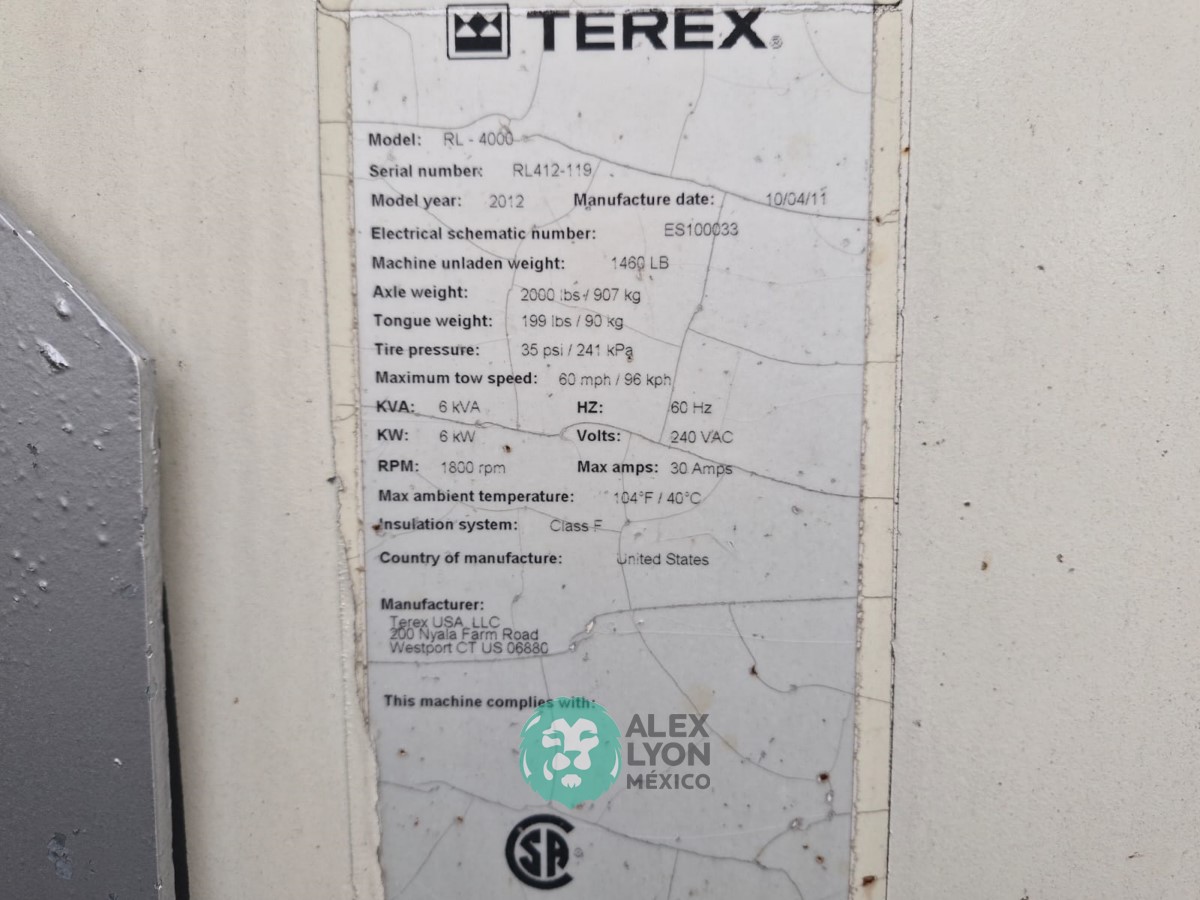 TEREX®
Model: RL - 4000
Serial number: RL412-119
Model year: 2012 Manufacture date: 10/04/11
Electrical schematic number: ES100033
Machine unladen weight: 1460 LB
Axle weight: 2000 lbs / 907 kg
Tongue weight: 199 lbs / 90 kg
Tire pressure: 35 psi / 241 kPa
Maximum tow speed: 60 mph / 96 kph
KVA: 6 kVA HZ: 60 Hz
KW: 6 kW Volts: 240 VAC
RPM: 1800 rpm Max amps: 30 Amps
Max ambient temperature: 104°F / 40°C
Insulation system: Class F
Country of manufacture: United States
Manufacturer:
Terex USA, LLC
200 Nyala Farm Road
Westport CT US 06880
This machine complies with:
ALEX
LYON
MÉXICO
CSA ®